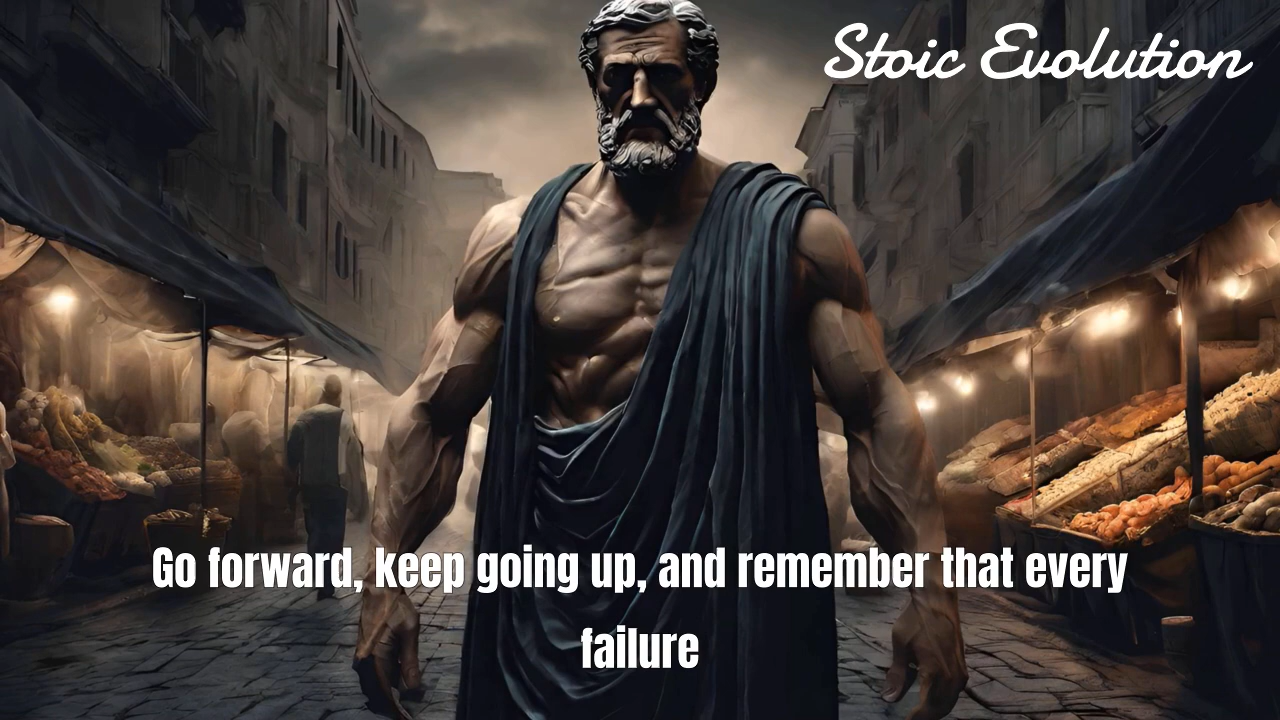 Stoic Evolution
Go forward, keep going up, and remember that every
failure